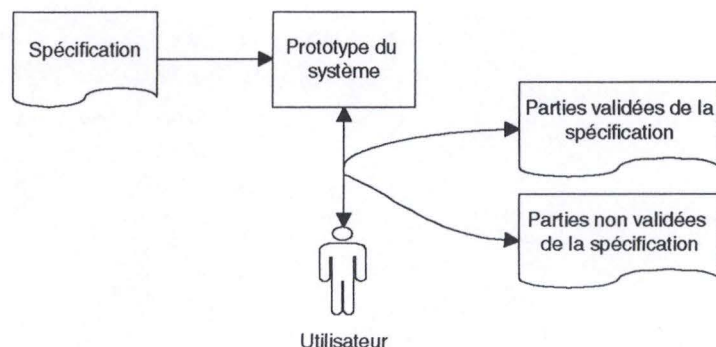 Spécification
Prototype du
système
Parties validées de la
spécification
Parties non validées
de la spécification
Utilisateur